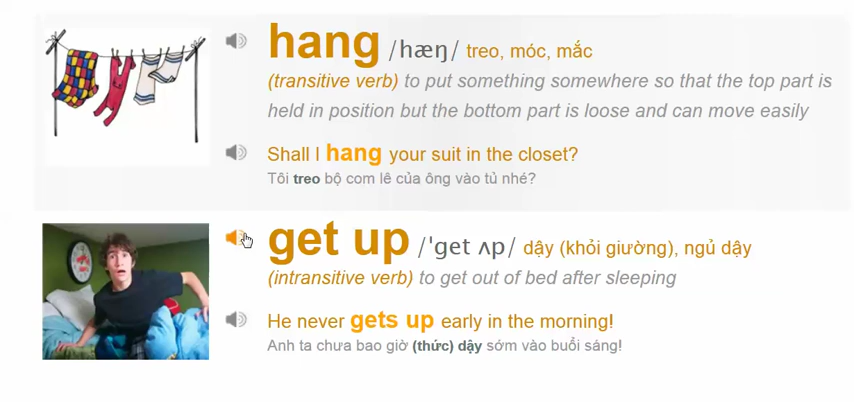 hang /hæŋ/ treo, móc, mắc
(transitive verb) to put something somewhere so that the top part is
held in position but the bottom part is loose and can move easily
Shall I hang your suit in the closet?
Tôi treo bộ com lê của ông vào tủ nhé?
get up /ˈget ʌp/ dậy (khỏi giường), ngủ dậy
(intransitive verb) to get out of bed after sleeping
He never gets up early in the morning!
Anh ta chưa bao giờ (thức) dậy sớm vào buổi sáng!